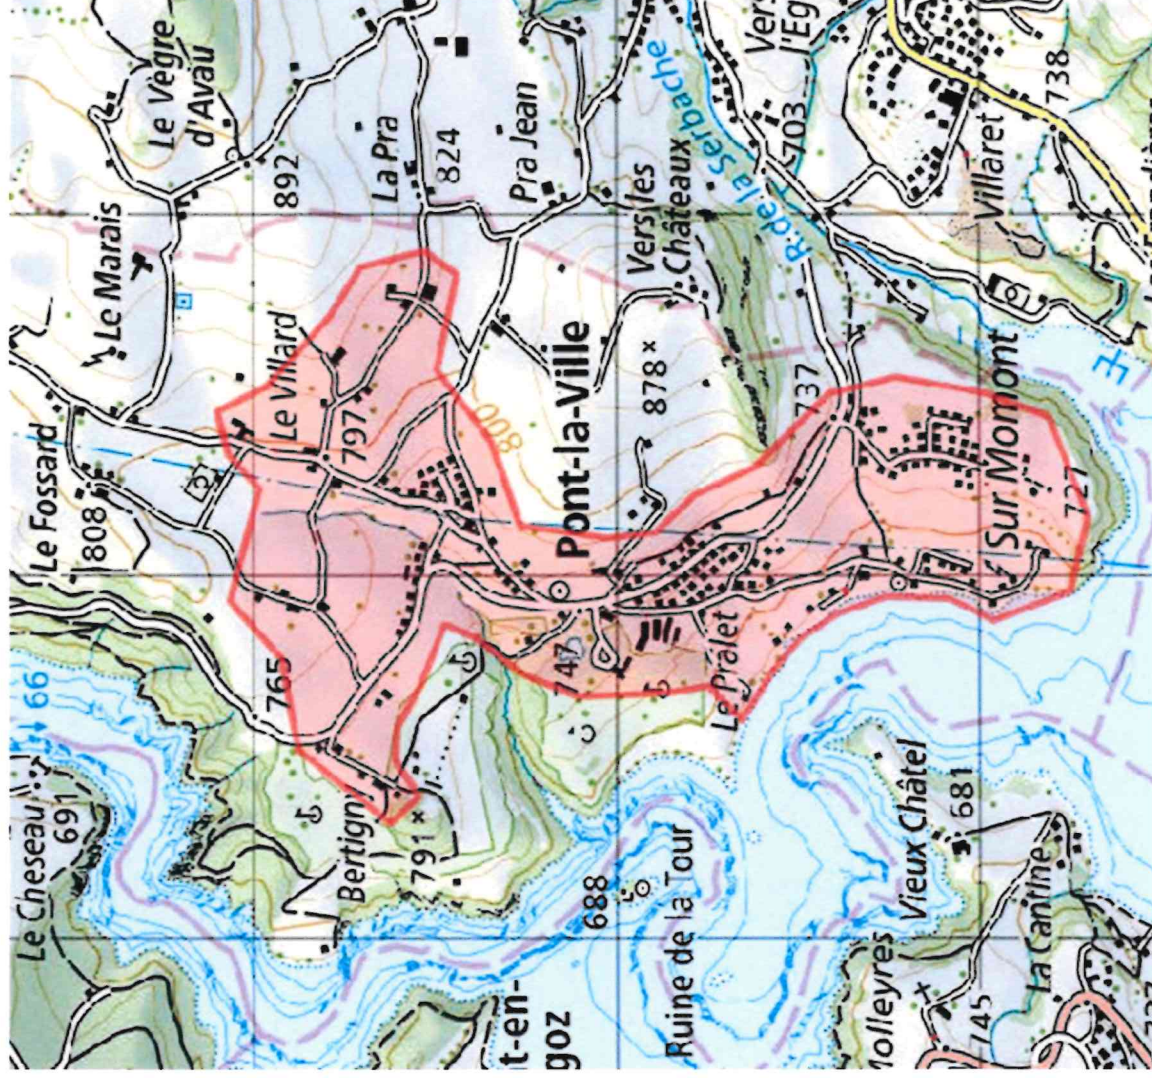 Le Cheseau
691
66
Le Fossard
808
Le Marais
Le Vègre
d'Avau
765
Le Villard
892
Bertigny
797
La Pra
791
824
t-en-
goz
800
Pra Jean
747
Pont-la-Ville
688
Vers les
Châteaux
878
R. de la Serbache
Ruine de la Tour
Le Pralet
737
703
Vers
l'Egl
Molleyres
Vieux Châtel
681
745
Sur Momont
Villaret
La Cantine
727
738